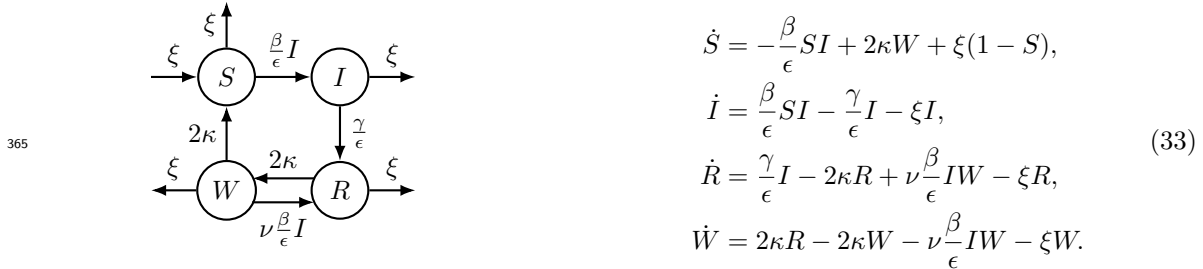 365
ξ
ξ S β/ϵ I I ξ
2κ γ/ϵ
ξ W 2κ R ξ
ν β/ϵ I
Ṡ = −β/ϵ SI + 2κW + ξ(1 − S),
İ = β/ϵ SI − γ/ϵ I − ξI,
Ṙ = γ/ϵ I − 2κR + ν β/ϵ IW − ξR,
Ẇ = 2κR − 2κW − ν β/ϵ IW − ξW.
(33)